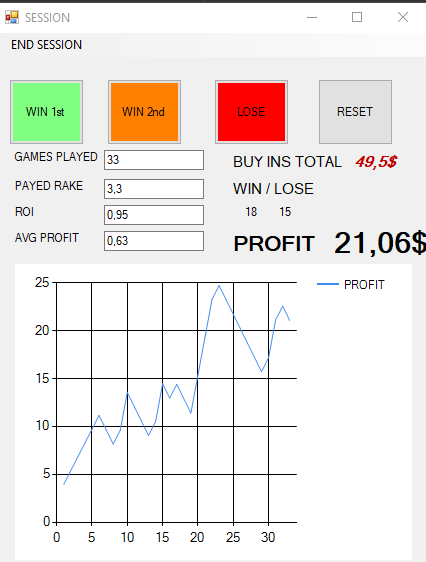 SESSION
END SESSION
WIN 1st WIN 2nd LOSE RESET
GAMES PLAYED 33
BUY INS TOTAL 49,5$
PAYED RAKE 3,3
WIN / LOSE
ROI 0,95
18 15
AVG PROFIT 0,63
PROFIT 21,06$
PROFIT
25
20
15
10
5
0
0 5 10 15 20 25 30